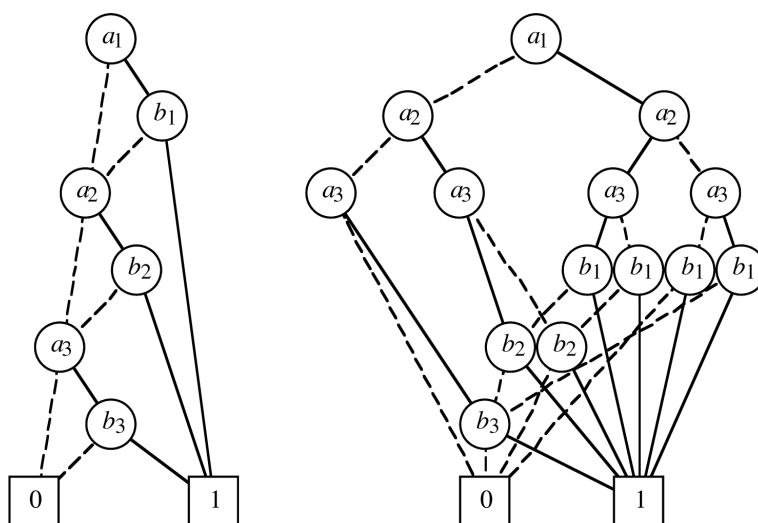 a1 a1
b1 a2 a2
a2 a3 a3 a3 a3
b2 b1 b1 b1 b1
a3 b2 b2
b3 b3
0 1 0 1